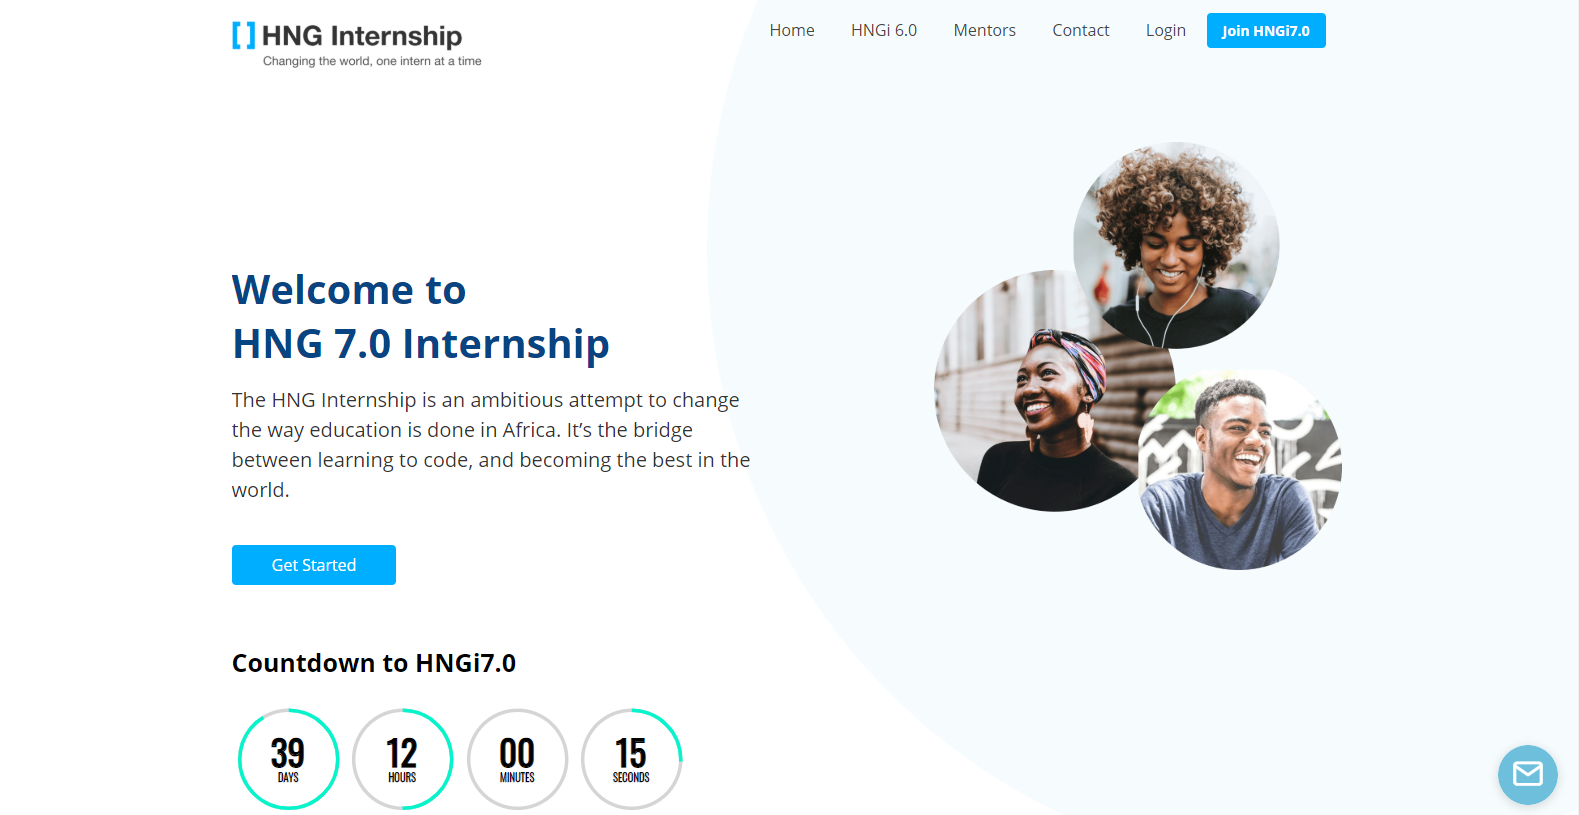 HNG Internship
Changing the world, one intern at a time
Home
HNGi 6.0
Mentors
Contact
Login
Join HNGi7.0
Welcome to
HNG 7.0 Internship
The HNG Internship is an ambitious attempt to change
the way education is done in Africa. It’s the bridge
between learning to code, and becoming the best in the
world.
Get Started
Countdown to HNGi7.0
39
DAYS
12
HOURS
00
MINUTES
15
SECONDS